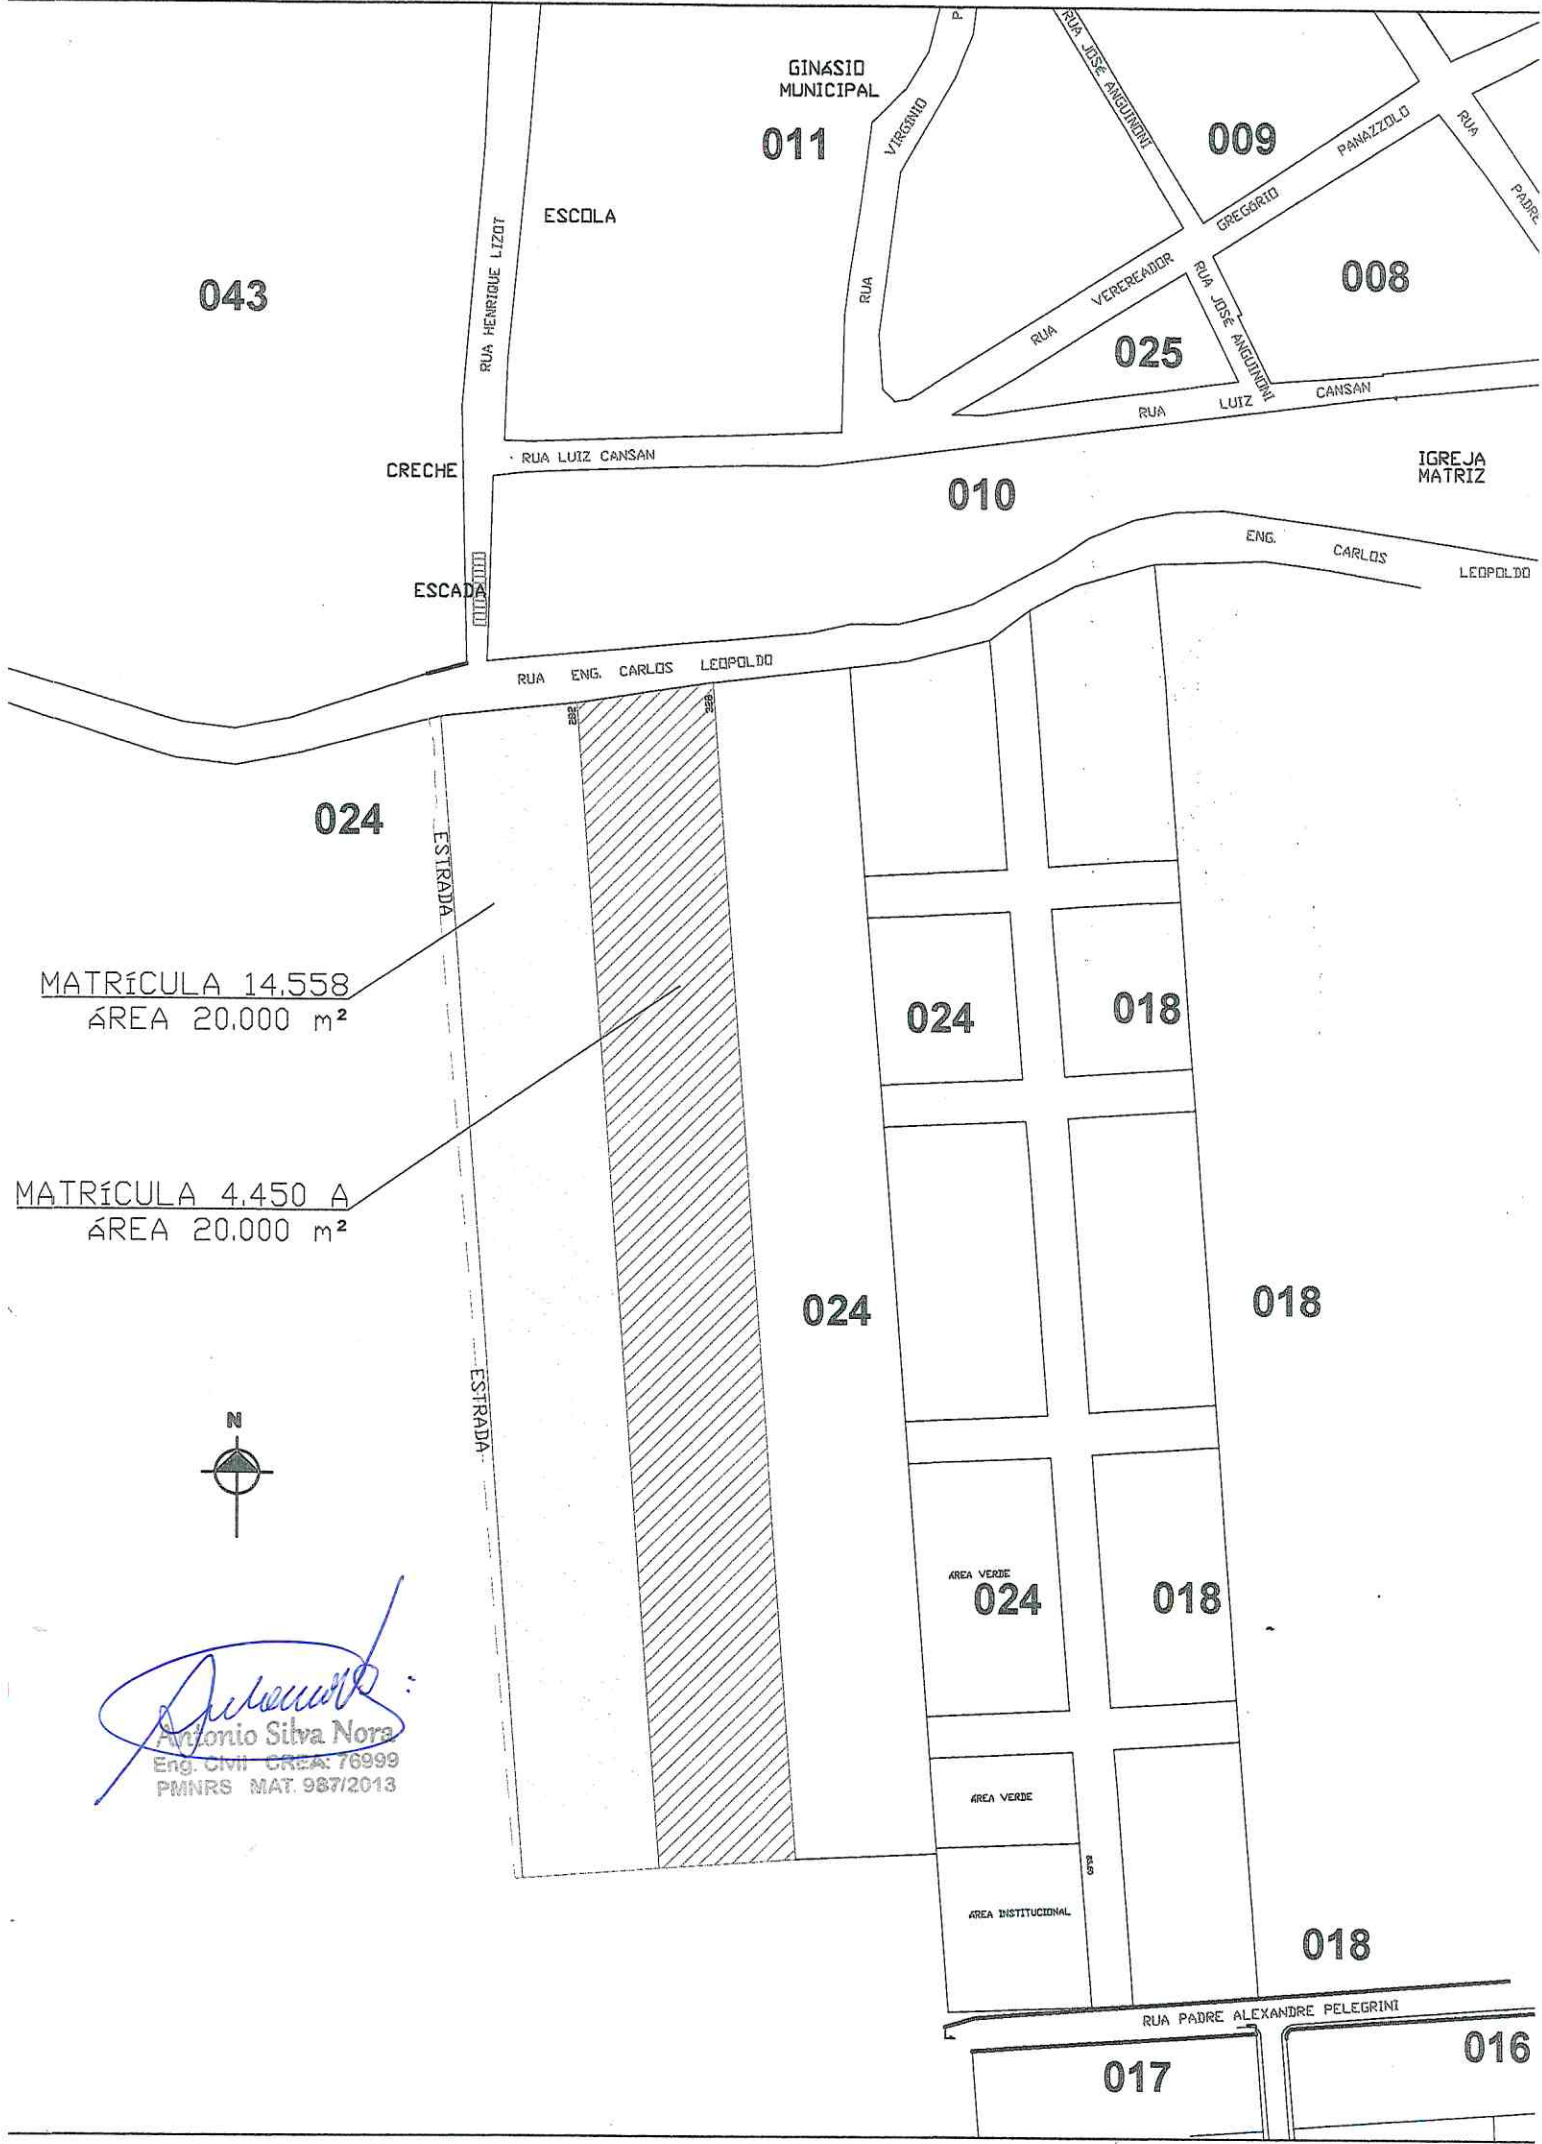 GINÁSIO
MUNICIPAL
011
VIRGÍNIO
RUA
RUA JOSÉ ANGUINONI
009
RUA
PADRE
RUA VEREREADOR GREGÓRIO PANAZZOLO
008
RUA JOSÉ ANGUINONI
025
ESCOLA
RUA HENRIQUE LIZOT
043
RUA LUIZ CANSAN
RUA LUIZ CANSAN
CRECHE
010
IGREJA
MATRIZ
ESCADA
ENG. CARLOS LEOPOLDO
RUA ENG. CARLOS LEOPOLDO
024
ESTRADA
MATRÍCULA 14.558
ÁREA 20.000 m²
024
018
MATRÍCULA 4.450 A
ÁREA 20.000 m²
024
018
ESTRADA
N
ÁREA VERDE
024
018
Antonio Silva Nora
Eng. Civil CREA: 76999
PMNRS MAT. 987/2013
ÁREA VERDE
ÁREA INSTITUCIONAL
018
RUA PADRE ALEXANDRE PELEGRINI
017
016